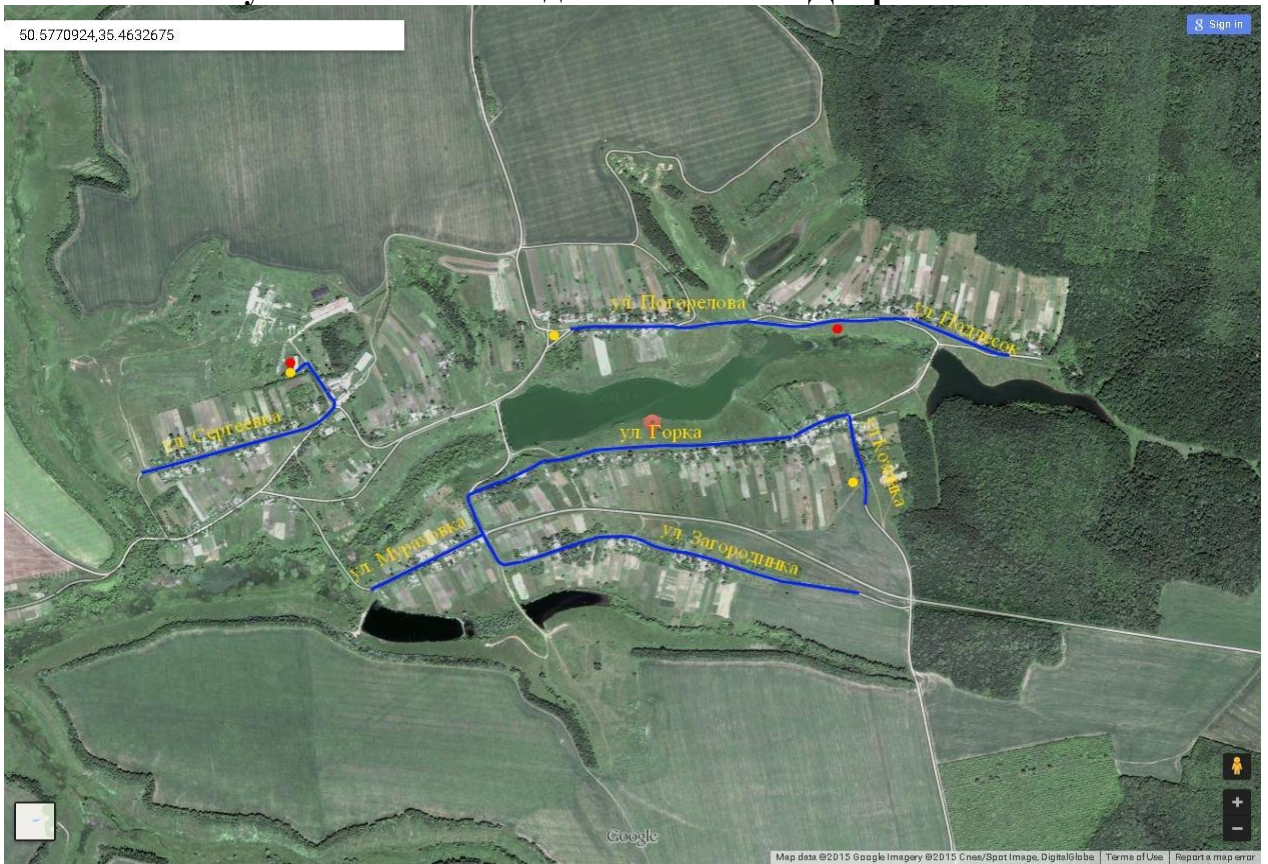 50.5770924,35.4632675
Sign in
ул. Погорелова
ул. Подлесок
ул. Сергеевка
ул. Горка
ул. Козинка
ул. Загородинка
Google
Map data ©2015 Google Imagery ©2015 Cnes/Spot Image, DigitalGlobe | Terms of Use | Report a map error